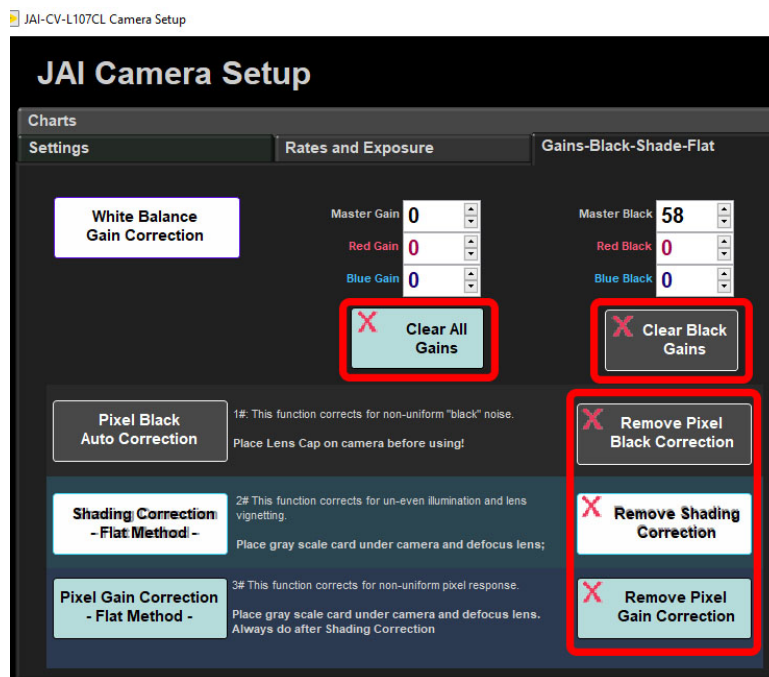 JAI-CV-L107CL Camera Setup
JAI Camera Setup
Charts
Settings
Rates and Exposure
Gains-Black-Shade-Flat
White Balance
Gain Correction
Master Gain 0
Red Gain 0
Blue Gain 0
X Clear All
Gains
Master Black 58
Red Black 0
Blue Black 0
X Clear Black
Gains
Pixel Black
Auto Correction
1#: This function corrects for non-uniform "black" noise.
Place Lens Cap on camera before using!
X Remove Pixel
Black Correction
Shading Correction
- Flat Method -
2# This function corrects for un-even illumination and lens
vignetting.
Place gray scale card under camera and defocus lens;
X Remove Shading
Correction
Pixel Gain Correction
- Flat Method -
3# This function corrects for non-uniform pixel response.
Place gray scale card under camera and defocus lens.
Always do after Shading Correction
X Remove Pixel
Gain Correction